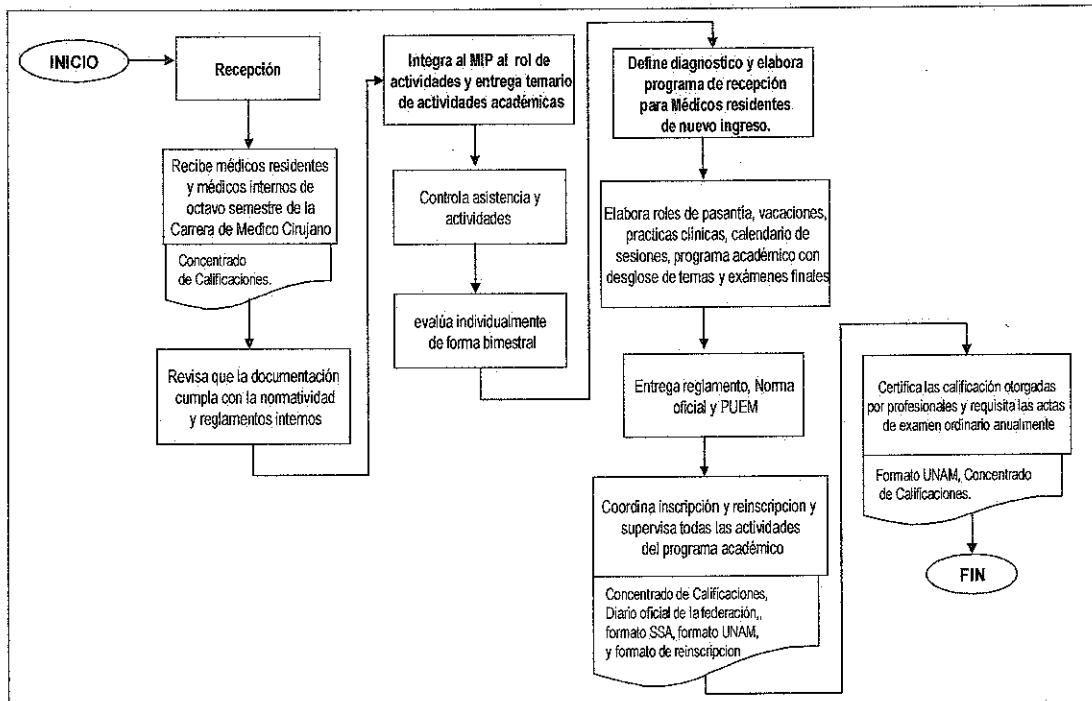 INICIO
Recepción
Recibe médicos residentes
y médicos internos de
octavo semestre de la
Carrera de Medico Cirujano
Concentrado
de Calificaciones.
Revisa que la documentación
cumpla con la normatividad
y reglamentos internos
Integra al MIP al rol de
actividades y entrega temario
de actividades académicas
Controla asistencia y
actividades
evalúa individualmente
de forma bimestral
Define diagnostico y elabora
programa de recepción
para Médicos residentes
de nuevo ingreso.
Elabora roles de pasantía, vacaciones,
practicas clínicas, calendario de
sesiones, programa académico con
desglose de temas y exámenes finales
Entrega reglamento, Norma
oficial y PUEM
Coordina inscripción y reinscripcion y
supervisa todas las actividades
del programa académico
Concentrado de Calificaciones,
Diario oficial de la federación,,
formato SSA, formato UNAM,
y formato de reinscripcion
Certifica las calificación otorgadas
por profesionales y requisita las actas
de examen ordinario anualmente
Formato UNAM, Concentrado
de Calificaciones.
FIN